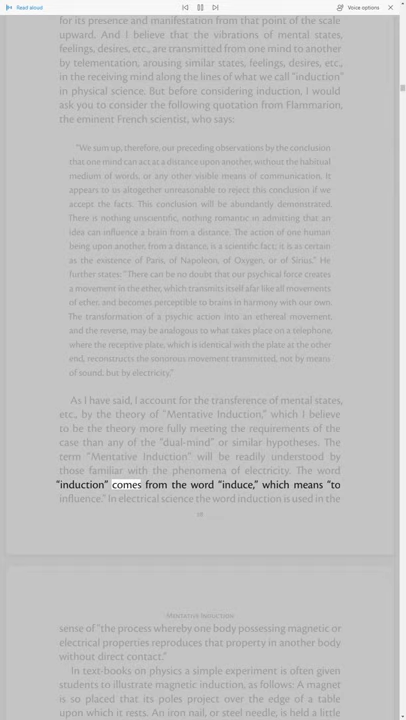 Read aloud
Voice options
for its presence and manifestation from that point of the scale
upward. And I believe that the vibrations of mental states,
feelings, desires, etc., are transmitted from one mind to another
by telementation, arousing similar states, feelings, desires, etc.,
in the receiving mind along the lines of what we call “induction”
in physical science. But before considering induction, I would
ask you to consider the following quotation from Flammarion,
the eminent French scientist, who says:
“We sum up, therefore, our preceding observations by the conclusion
that one mind can act at a distance upon another, without the habitual
medium of words, or any other visible means of communication. It
appears to us altogether unreasonable to reject this conclusion if we
accept the facts. This conclusion will be abundantly demonstrated.
There is nothing unscientific, nothing romantic in admitting that an
idea can influence a brain from a distance. The action of one human
being upon another, from a distance, is a scientific fact; it is as certain
as the existence of Paris, of Napoleon, of Oxygen, or of Sirius.” He
further states: “There can be no doubt that our psychical force creates
a movement in the ether, which transmits itself afar like all movements
of ether, and becomes perceptible to brains in harmony with our own.
The transformation of a psychic action into an ethereal movement,
and the reverse, may be analogous to what takes place on a telephone,
where the receptive plate, which is identical with the plate at the other
end, reconstructs the sonorous movement transmitted, not by means
of sound, but by electricity.”
As I have said, I account for the transference of mental states,
etc., by the theory of “Mentative Induction,” which I believe
to be the theory more fully meeting the requirements of the
case than any of the “dual-mind” or similar hypotheses. The
term “Mentative Induction” will be readily understood by
those familiar with the phenomena of electricity. The word
“induction” comes from the word “induce,” which means “to
influence.” In electrical science the word induction is used in the
Mentative Induction
sense of “the process whereby one body possessing magnetic or
electrical properties reproduces that property in another body
without direct contact.”
In text-books on physics a simple experiment is often given
students to illustrate magnetic induction, as follows: A magnet
is so placed that its poles project over the edge of a table
upon which it rests. An iron nail, or steel needle, is held a little